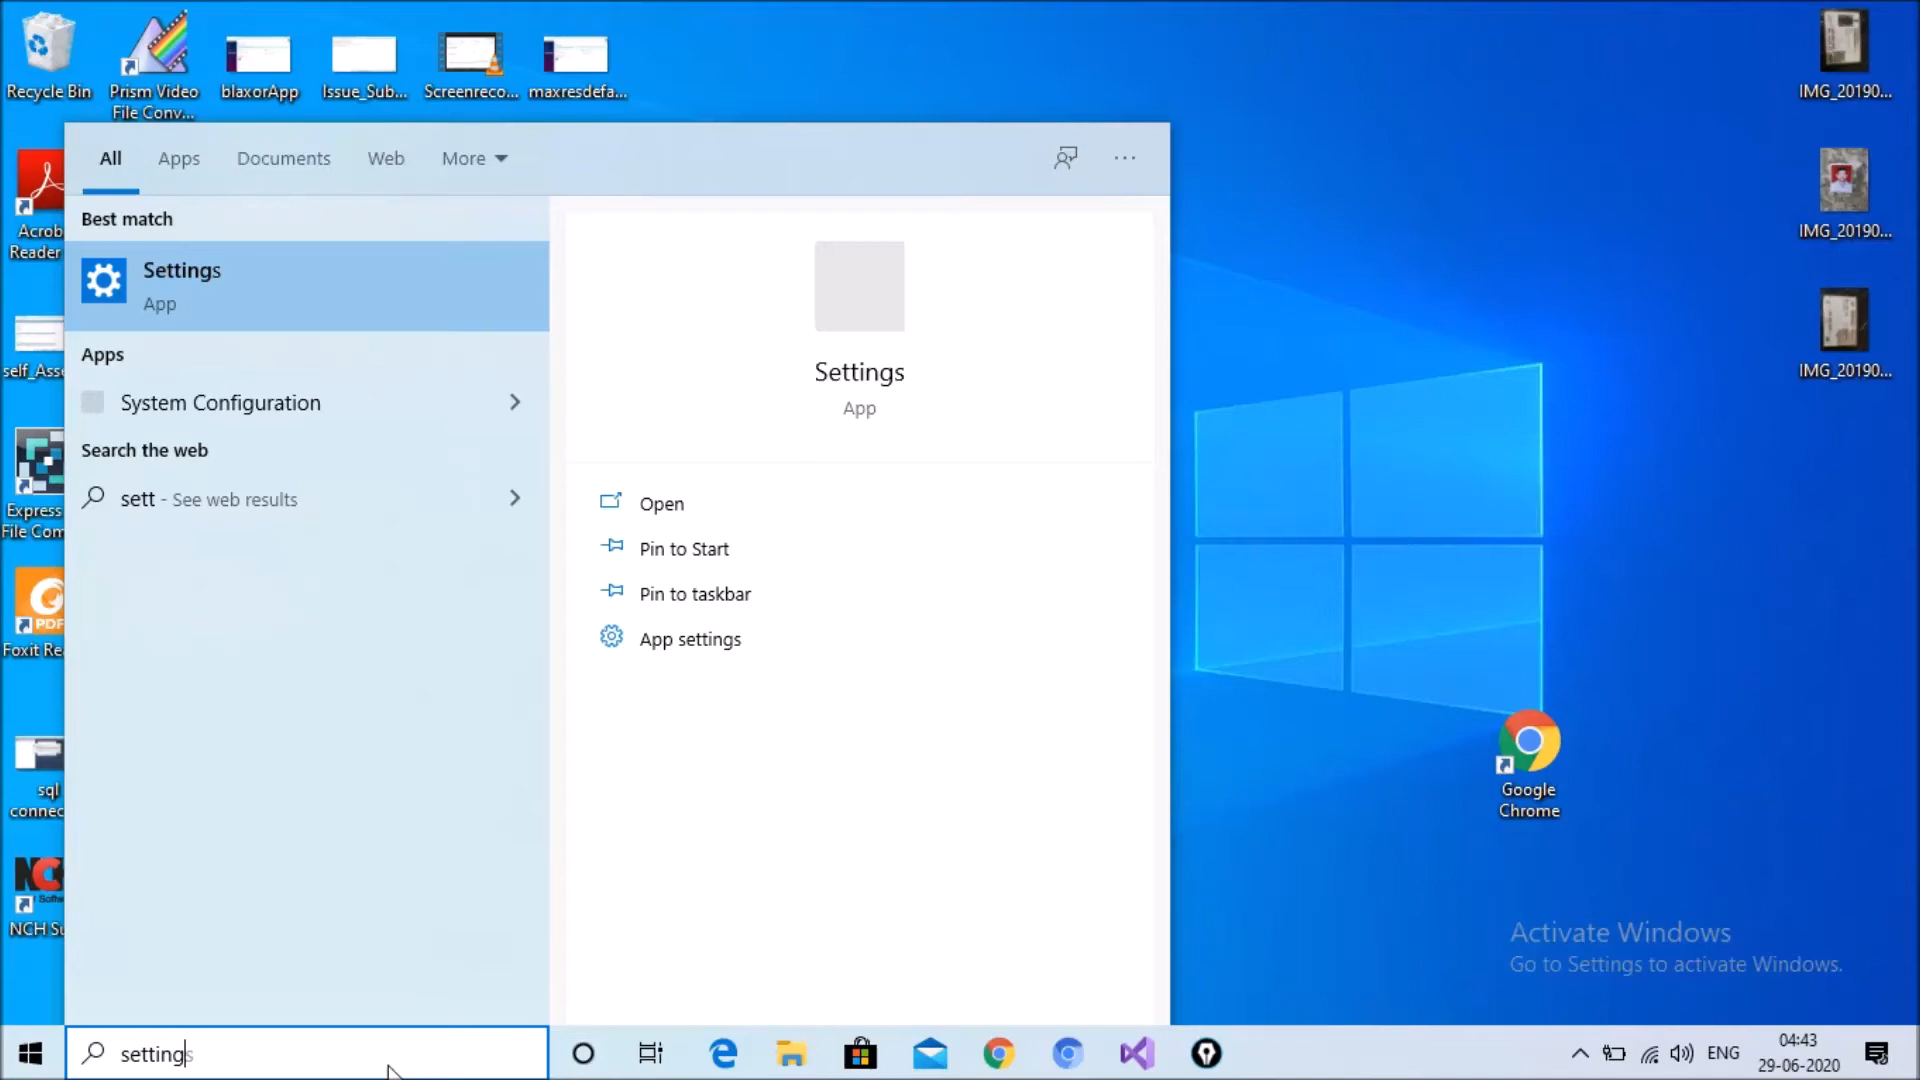 Recycle Bin
Prism Video
File Conv...
blaxorApp
Issue_Sub...
Screenreco...
maxresdefa...
IMG_20190...
All
Apps
Documents
Web
More
Acrob
Reader
Best match
Settings
App
Settings
App
IMG_20190...
self_Asse
Apps
System Configuration
IMG_20190...
Search the web
sett - See web results
Open
Pin to Start
Pin to taskbar
App settings
Express
File Com
PDF
Foxit Re
sql
connec
Google
Chrome
NCH Su
Activate Windows
Go to Settings to activate Windows.
settings
ENG
04:43
29-06-2020